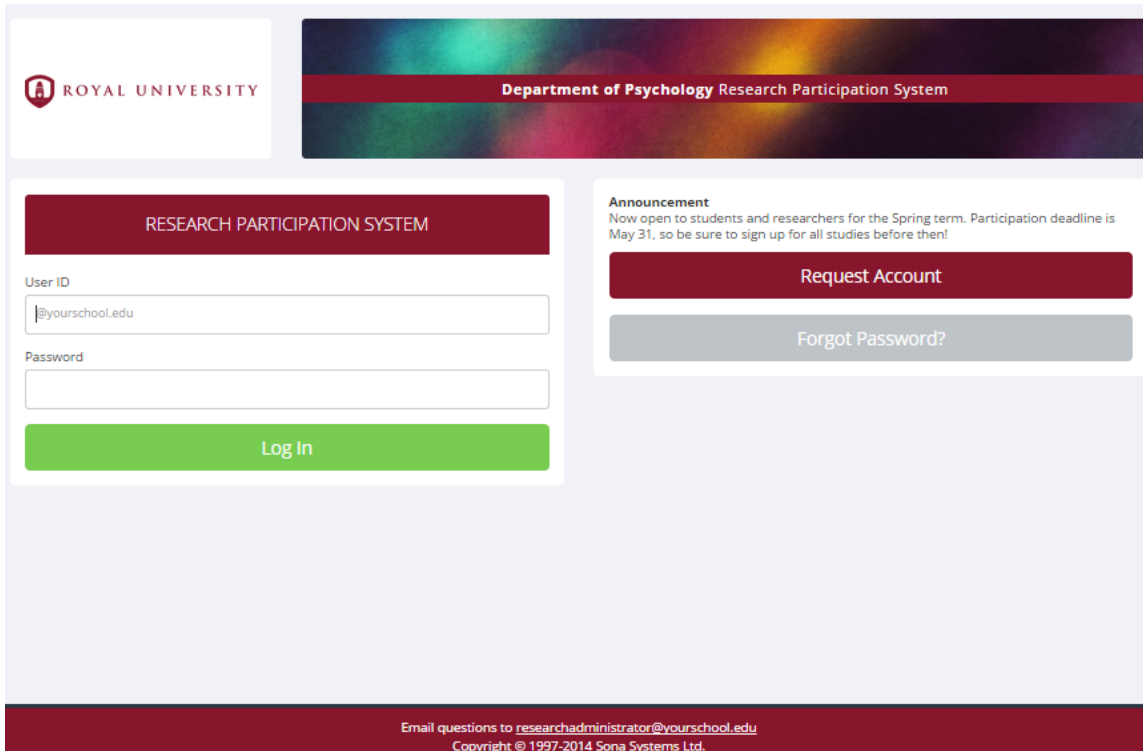 ROYAL UNIVERSITY
Department of Psychology Research Participation System
RESEARCH PARTICIPATION SYSTEM
User ID
@yourschool.edu
Password
Log In
Announcement
Now open to students and researchers for the Spring term. Participation deadline is
May 31, so be sure to sign up for all studies before then!
Request Account
Forgot Password?
Email questions to researchadministrator@yourschool.edu
Copyright © 1997-2014 Sona Systems Ltd.